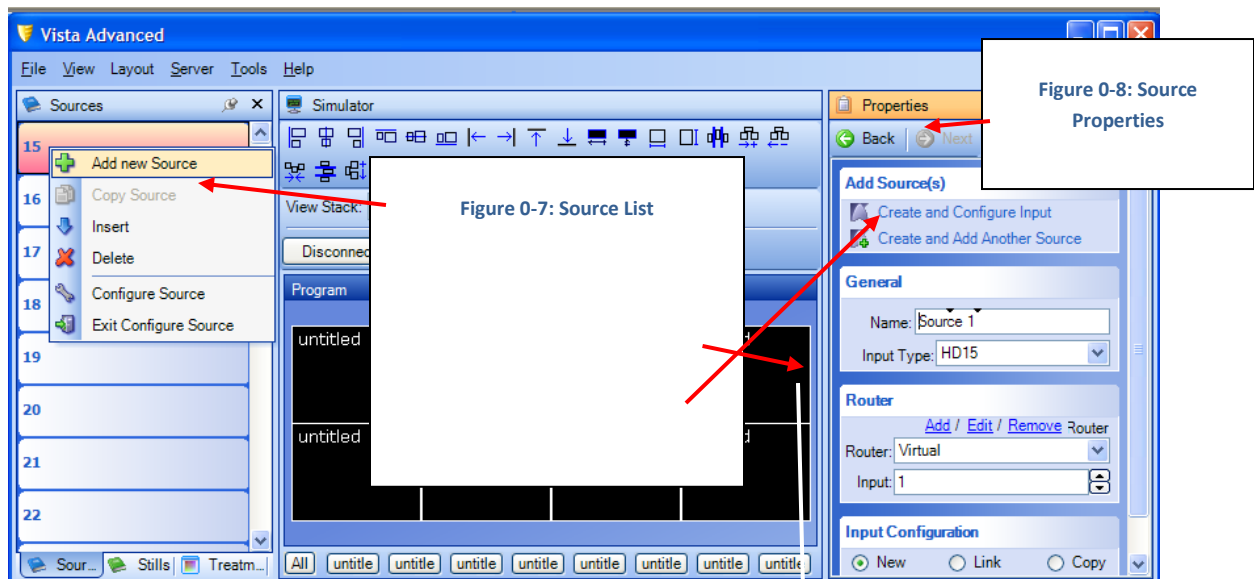 Vista Advanced
File View Layout Server Tools Help
Sources
15
Add new Source
16
Copy Source
Insert
17
Delete
18
Configure Source
Exit Configure Source
19
20
21
22
Sour... Stills Treatm...
Simulator
View Stack:
Figure 0-7: Source List
Disconnec
Program
untitled
d
untitled
d
All untitle untitle untitle untitle untitle untitle untitle untitle
Properties
Figure 0-8: Source
Properties
Back Next
Add Source(s)
Create and Configure Input
Create and Add Another Source
General
Name: Source 1
Input Type: HD15
Router
Add / Edit / Remove Router
Router: Virtual
Input: 1
Input Configuration
New Link Copy